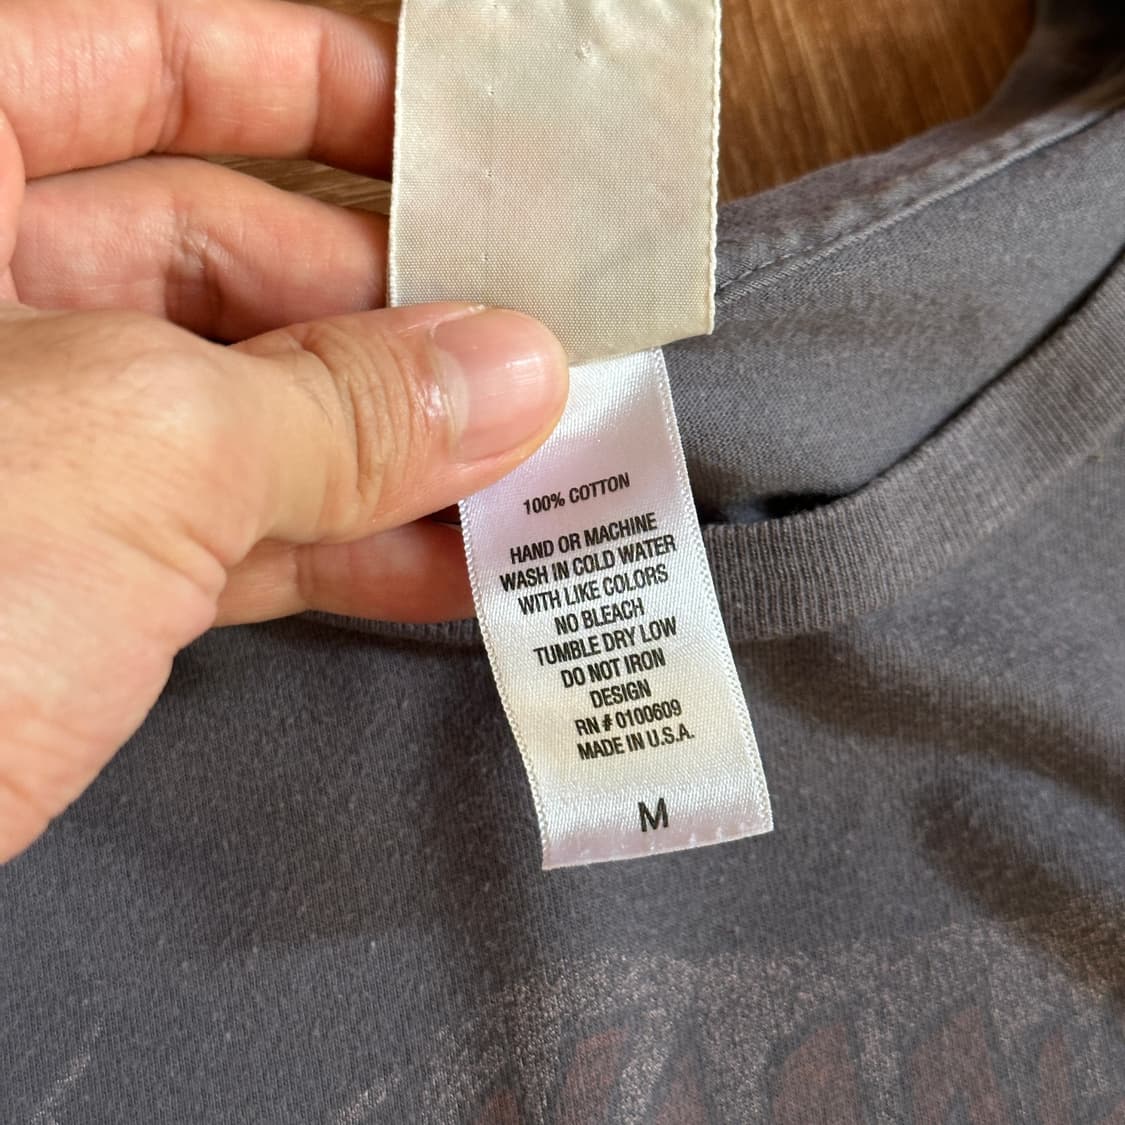 100% COTTON
HAND OR MACHINE
WASH IN COLD WATER
WITH LIKE COLORS
NO BLEACH
TUMBLE DRY LOW
DO NOT IRON
DESIGN
RN # 0100609
MADE IN U.S.A.
M